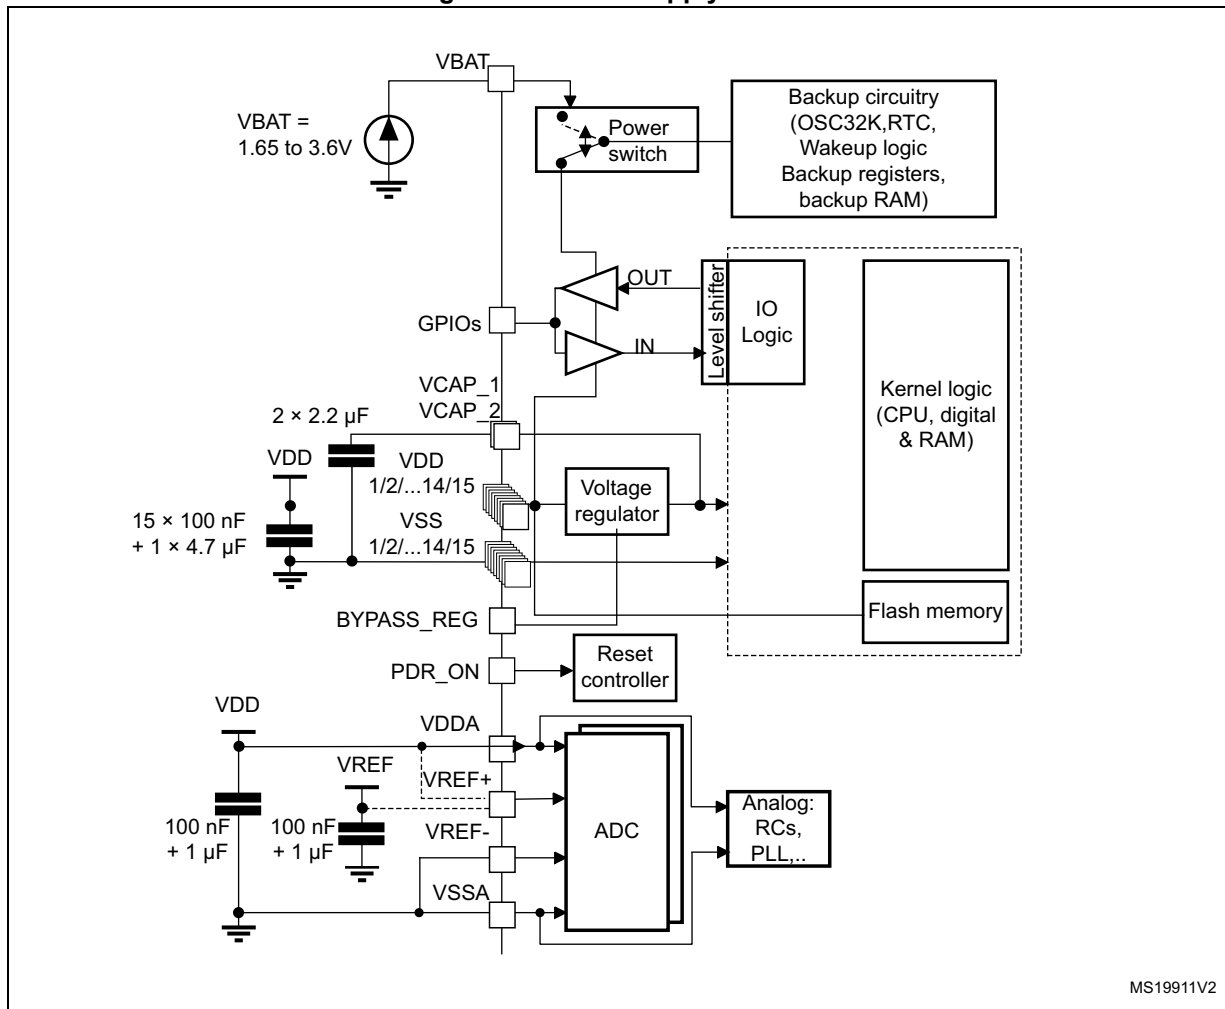 VBAT
VBAT =
1.65 to 3.6V
Power
switch
Backup circuitry
(OSC32K,RTC,
Wakeup logic
Backup registers,
backup RAM)
OUT
GPIOs
IN
Level shifter
IO
Logic
Kernel logic
(CPU, digital
& RAM)
VCAP_1
VCAP_2
2 × 2.2 µF
VDD
VDD
1/2/...14/15
Voltage
regulator
15 × 100 nF
+ 1 × 4.7 µF
VSS
1/2/...14/15
Flash memory
BYPASS_REG
PDR_ON
Reset
controller
VDD
VDDA
VREF
VREF+
100 nF
+ 1 µF
100 nF
+ 1 µF
VREF-
VSSA
ADC
Analog:
RCs,
PLL,..
MS19911V2